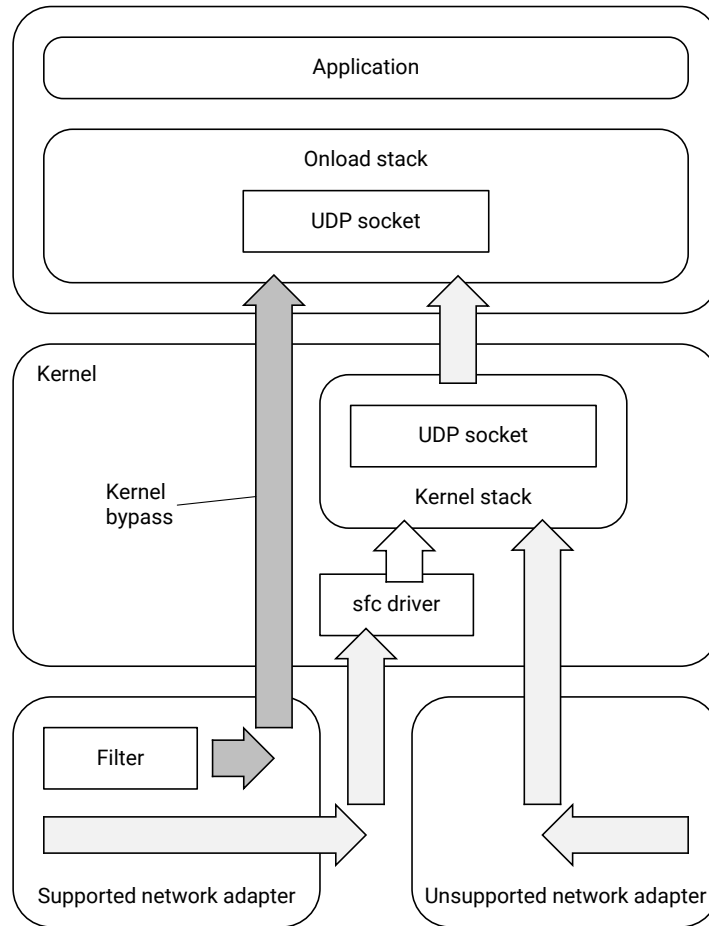 Application
Onload stack
UDP socket
Kernel
UDP socket
Kernel stack
Kernel
bypass
sfc driver
Filter
Supported network adapter
Unsupported network adapter